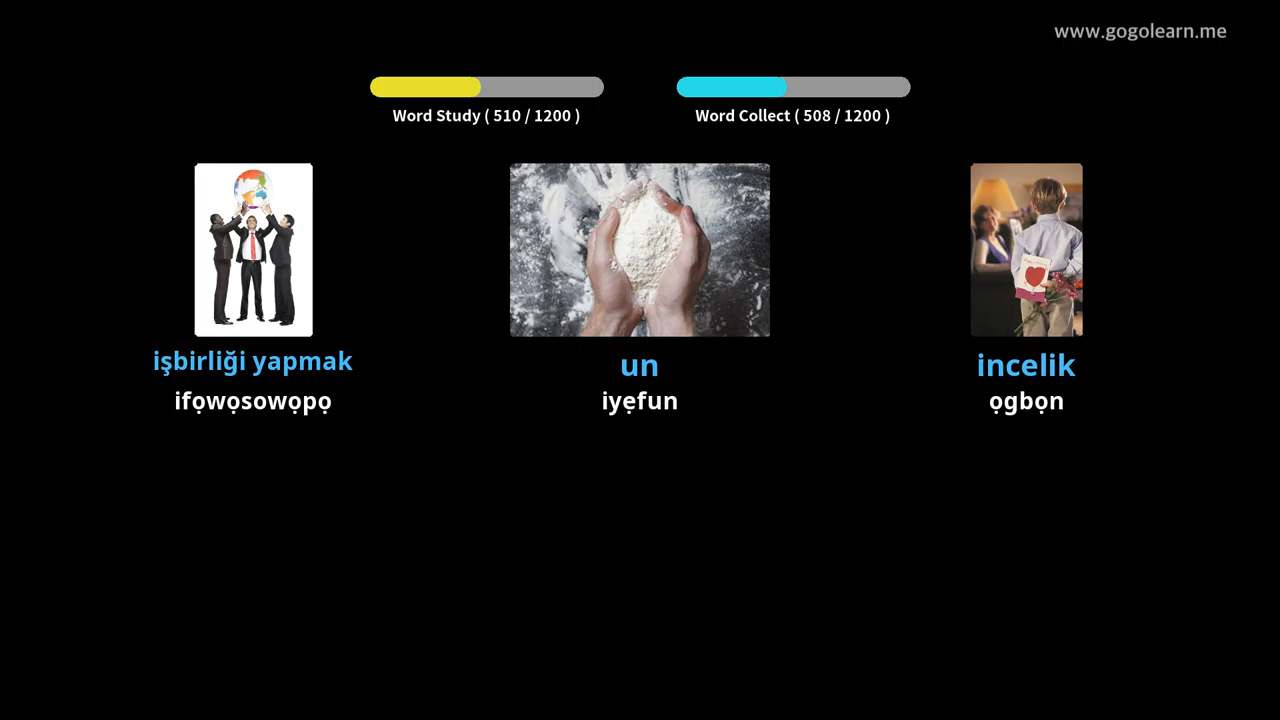 www.gogolearn.me
Word Study ( 510 / 1200 )
Word Collect ( 508 / 1200 )
işbirliği yapmak
ifọwọsowọpọ
un
iyẹfun
incelik
ọgbọn